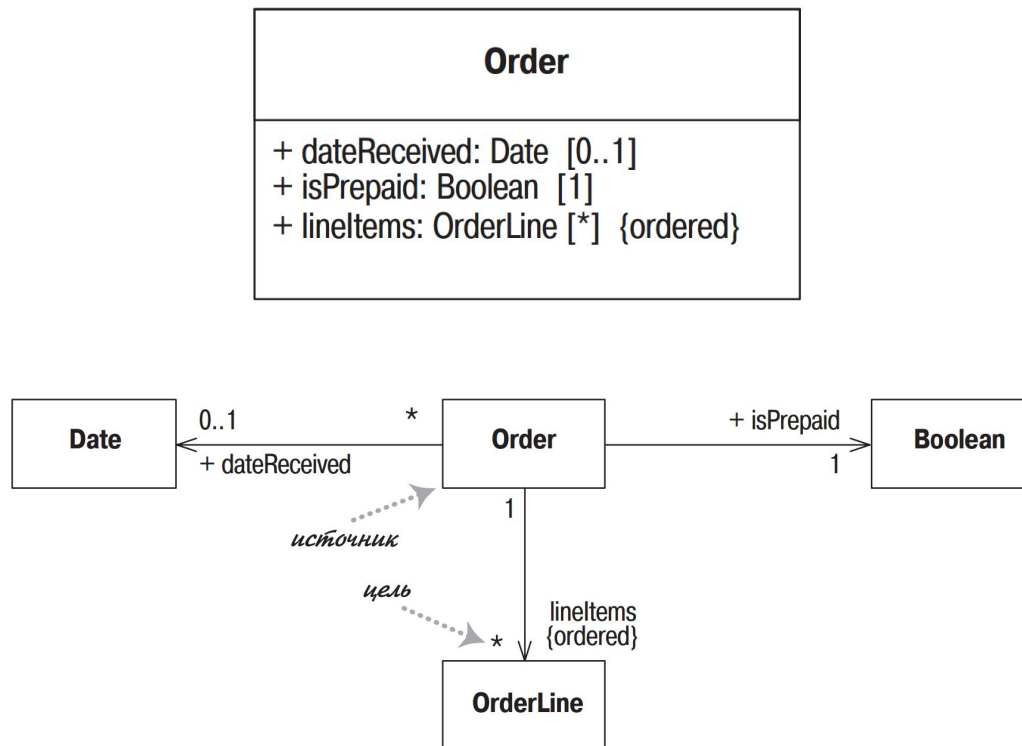 Order
+ dateReceived: Date [0..1]
+ isPrepaid: Boolean [1]
+ lineItems: OrderLine [*] {ordered}
Date
0..1
*
+ dateReceived
Order
+ isPrepaid
1
Boolean
1
источник
цель
*
lineItems
{ordered}
OrderLine